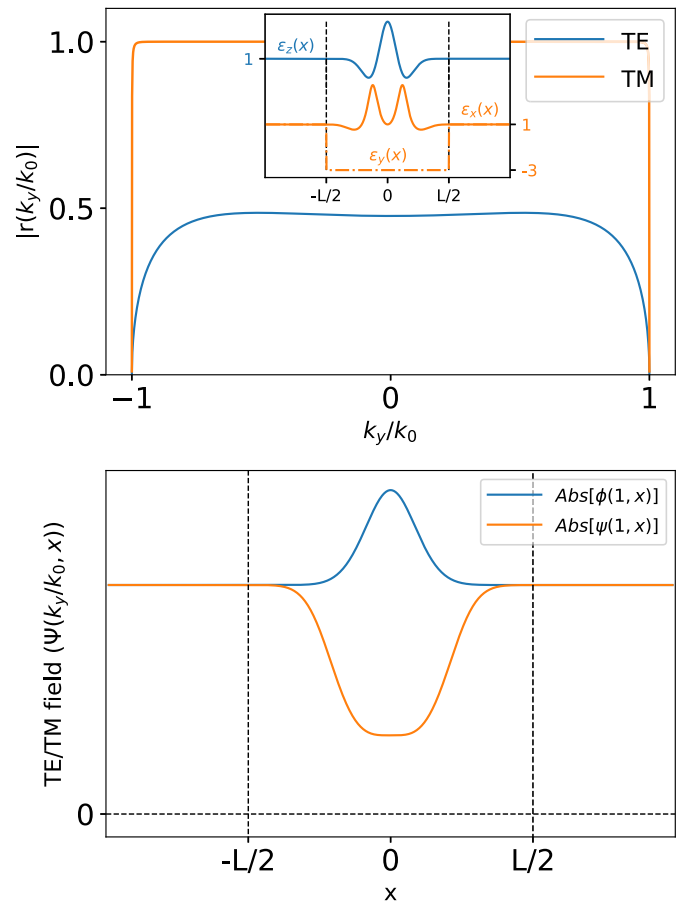 1.0
0.5
0.0
|r(k_y/k_0)|
−1
0
1
k_y/k_0
TE
TM
ε_z(x)
1
ε_x(x)
1
ε_y(x)
-3
-L/2
0
L/2
TE/TM field (Ψ(k_y/k_0, x))
0
Abs[ϕ(1, x)]
Abs[ψ(1, x)]
-L/2
0
L/2
x